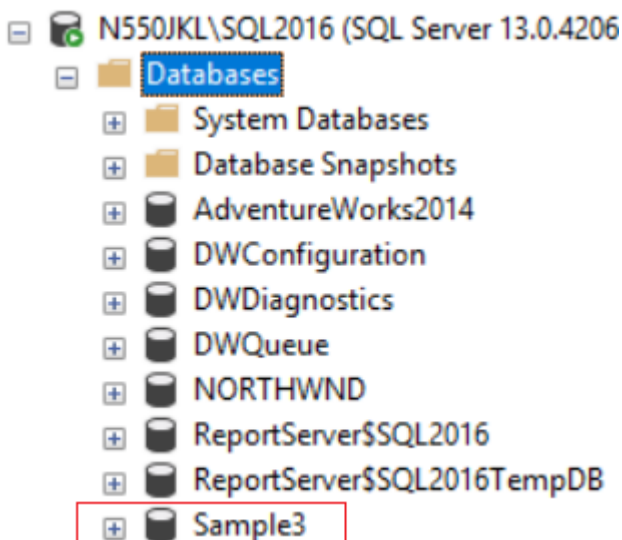 N550JKL\SQL2016 (SQL Server 13.0.4206
Databases
System Databases
Database Snapshots
AdventureWorks2014
DWConfiguration
DWDiagnostics
DWQueue
NORTHWND
ReportServer$SQL2016
ReportServer$SQL2016TempDB
Sample3